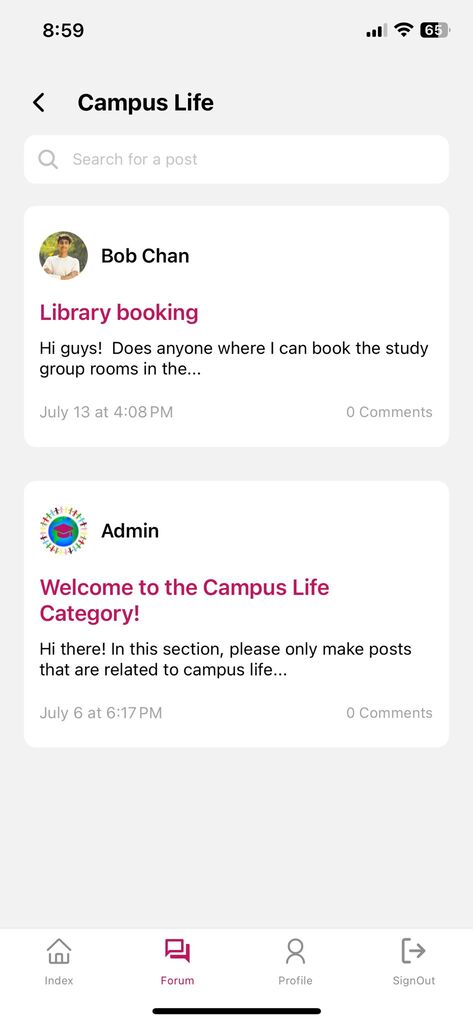 8:59
65
Campus Life
Search for a post
Bob Chan
Library booking
Hi guys!  Does anyone where I can book the study
group rooms in the...
July 13 at 4:08 PM
0 Comments
Admin
Welcome to the Campus Life
Category!
Hi there! In this section, please only make posts
that are related to campus life...
July 6 at 6:17 PM
0 Comments
Index
Forum
Profile
SignOut